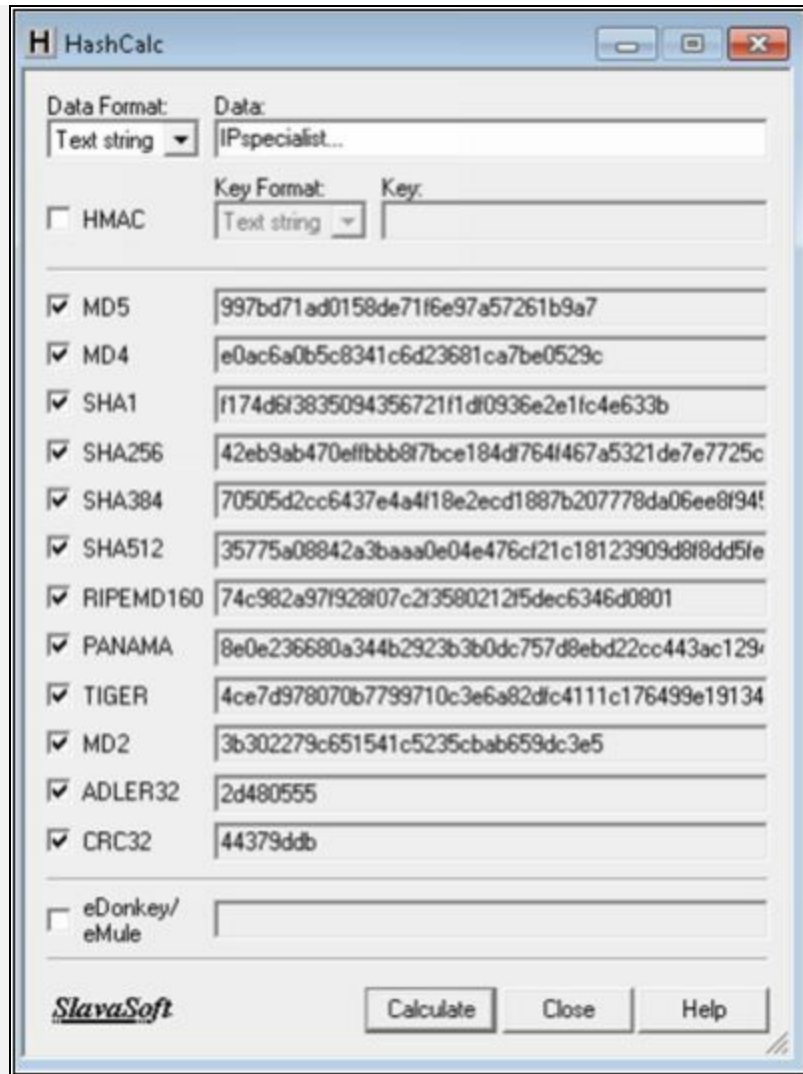 H HashCalc
Data Format: Data:
Text string IPspecialist...
Key Format: Key:
HMAC Text string
MD5 997bd71ad0158de71f6e97a57261b9a7
MD4 e0ac6a0b5c8341c6d23681ca7be0529c
SHA1 f174d6f3835094356721f1df0936e2e1fc4e633b
SHA256 42eb9ab470effbbb8f7bce184df764f467a5321de7e7725c
SHA384 70505d2cc6437e4a4f18e2ecd1887b207778da06ee8f945
SHA512 35775a08842a3baaa0e04e476cf21c18123909d8f8dd5fe
RIPEMD160 74c982a97f928f07c2f3580212f5dec6346d0801
PANAMA 8e0e236680a344b2923b3b0dc757d8ebd22cc443ac1294
TIGER 4ce7d978070b7799710c3e6a82dfc4111c176499e19134
MD2 3b302279c651541c5235cbab659dc3e5
ADLER32 2d480555
CRC32 44379ddb
eDonkey/
eMule
SlavaSoft Calculate Close Help